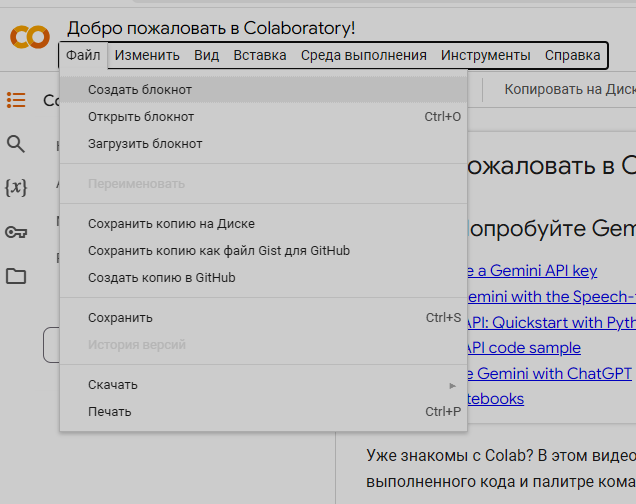 Добро пожаловать в Colaboratory!
Файл Изменить Вид Вставка Среда выполнения Инструменты Справка
Создать блокнот
Копировать на Диск
Открыть блокнот Ctrl+O
Загрузить блокнот
Переименовать
пожаловать в C
Сохранить копию на Диске
опробуйте Gem
Сохранить копию как файл Gist для GitHub
e a Gemini API key
Создать копию в GitHub
emini with the Speech-t
Сохранить Ctrl+S
API: Quickstart with Pyth
История версий
API code sample
e Gemini with ChatGPT
Скачать
tebooks
Печать Ctrl+P
Уже знакомы с Colab? В этом видео
выполненного кода и палитре кома